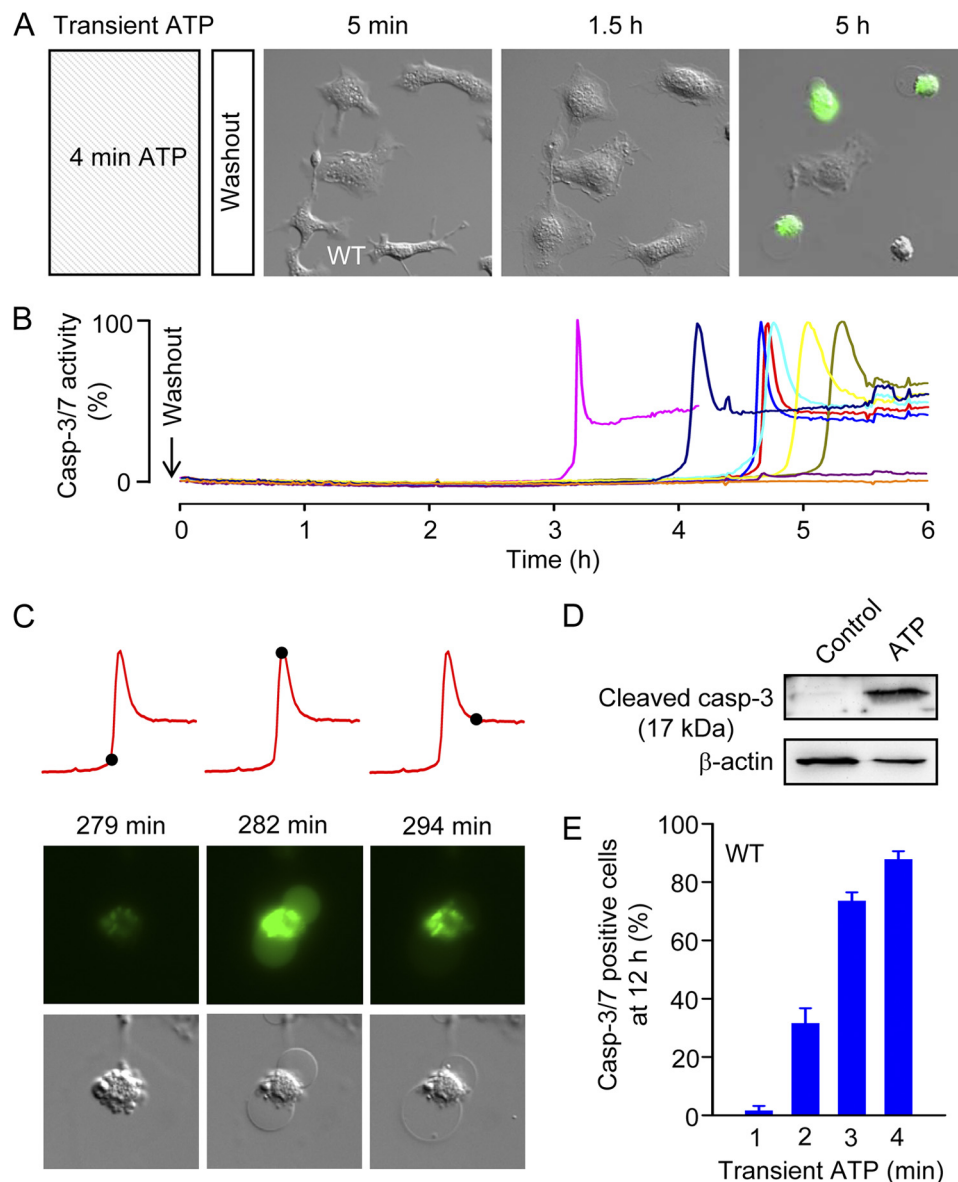 A
Transient ATP
5 min
1.5 h
5 h
4 min ATP
Washout
WT
B
Casp-3/7 activity
(%)
100
0
Washout
0
1
2
3
4
5
6
Time (h)
C
279 min
282 min
294 min
D
Control
ATP
Cleaved casp-3
(17 kDa)
β-actin
E
Casp-3/7 positive cells
at 12 h (%)
100
80
60
40
20
0
WT
1
2
3
4
Transient ATP (min)